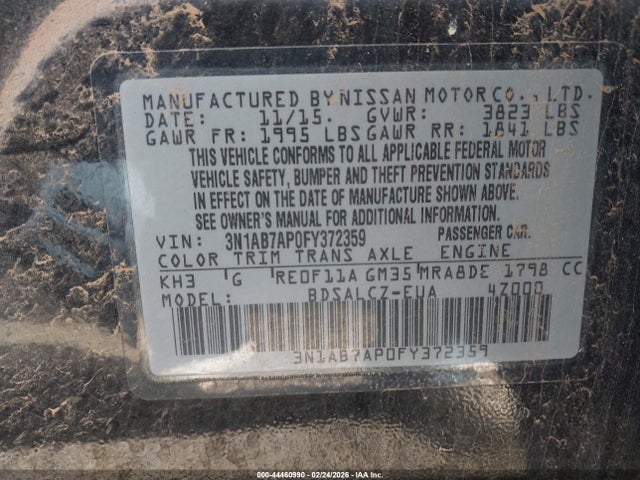 MANUFACTURED BY NISSAN MOTOR CO., LTD.
DATE: 11/15. GVWR: 3823 LBS
GAWR FR: 1995 LBS GAWR RR: 1841 LBS
THIS VEHICLE CONFORMS TO ALL APPLICABLE FEDERAL MOTOR
VEHICLE SAFETY, BUMPER AND THEFT PREVENTION STANDARDS
IN EFFECT ON THE DATE OF MANUFACTURE SHOWN ABOVE.
SEE OWNER'S MANUAL FOR ADDITIONAL INFORMATION.
VIN: 3N1AB7AP0FY372359 PASSENGER CAR.
COLOR TRIM TRANS AXLE ENGINE
KH3 G RE0F11A GM35 MRA8DE 1798 CC
MODEL: BDSALCZ-EUA 4Z000
3N1AB7AP0FY372359
000-44460990 - 02/24/2026 - IAA Inc.